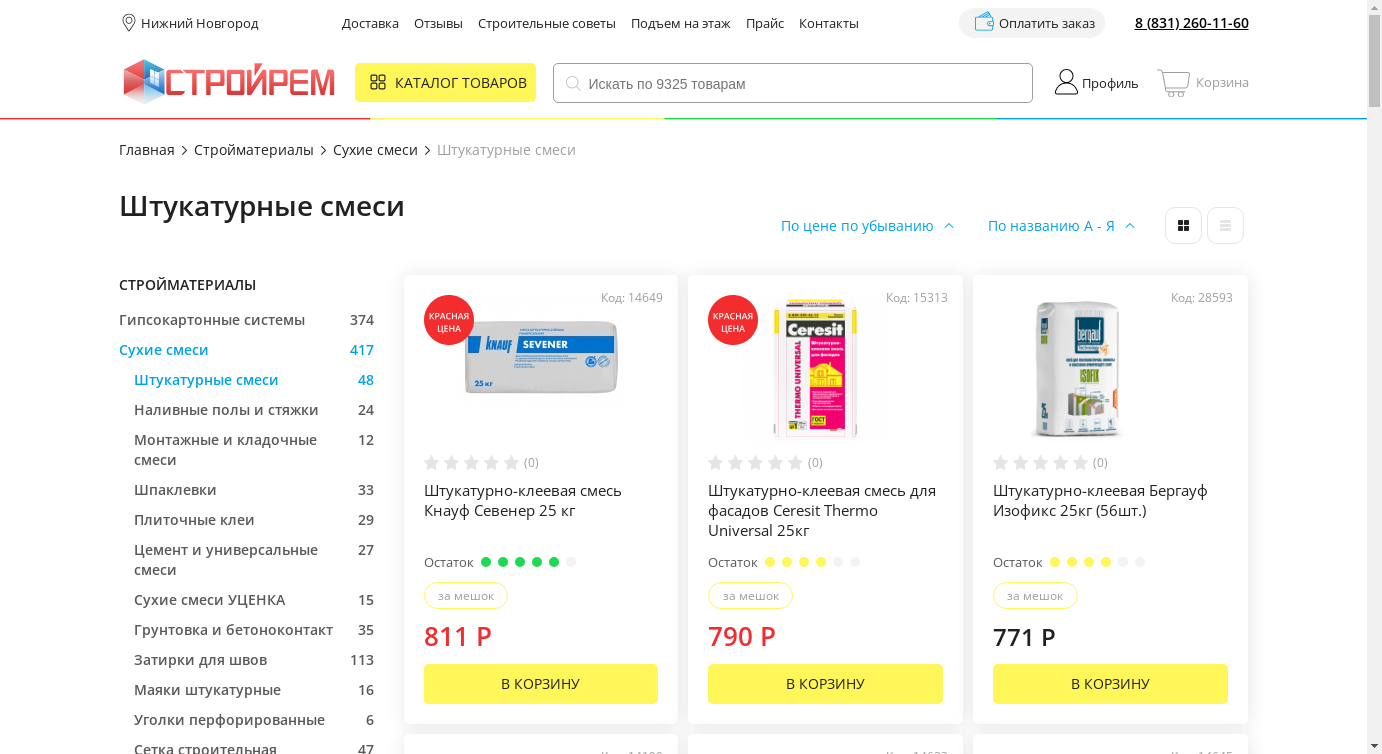 Нижний Новгород
Доставка Отзывы Строительные советы Подъем на этаж Прайс Контакты
Оплатить заказ
8 (831) 260-11-60
СТРОЙРЕМ
КАТАЛОГ ТОВАРОВ
Искать по 9325 товарам
Профиль
Корзина
Главная > Стройматериалы > Сухие смеси > Штукатурные смеси
Штукатурные смеси
По цене по убыванию
По названию А - Я
СТРОЙМАТЕРИАЛЫ
Гипсокартонные системы 374
Сухие смеси 417
Штукатурные смеси 48
Наливные полы и стяжки 24
Монтажные и кладочные 12
смеси
Шпаклевки 33
Плиточные клеи 29
Цемент и универсальные 27
смеси
Сухие смеси УЦЕНКА 15
Грунтовка и бетоноконтакт 35
Затирки для швов 113
Маяки штукатурные 16
Уголки перфорированные 6
Сетка строительная 47
Код: 14649
КРАСНАЯ
ЦЕНА
KNAUF SEVENER
25 кг
(0)
Штукатурно-клеевая смесь
Кнауф Севенер 25 кг
Остаток
за мешок
811 Р
В КОРЗИНУ
Код: 15313
КРАСНАЯ
ЦЕНА
Ceresit
THERMO UNIVERSAL
ГОСТ
(0)
Штукатурно-клеевая смесь для
фасадов Ceresit Thermo
Universal 25кг
Остаток
за мешок
790 Р
В КОРЗИНУ
Код: 28593
bergauf
ISOFIX
(0)
Штукатурно-клеевая Бергауф
Изофикс 25кг (56шт.)
Остаток
за мешок
771 Р
В КОРЗИНУ